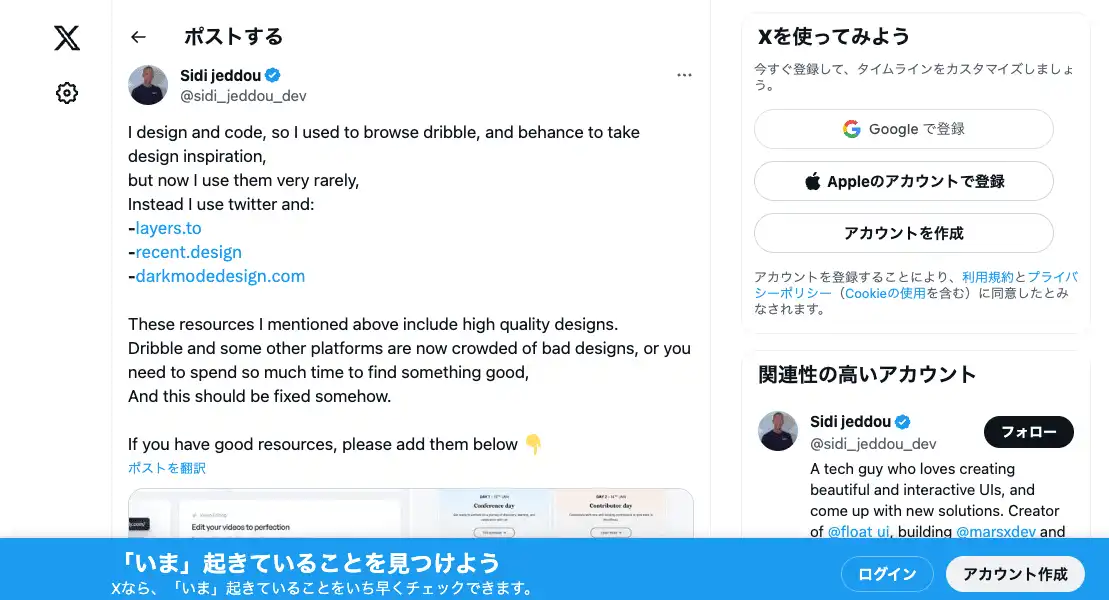 ポストする
Sidi jeddou
@sidi_jeddou_dev
I design and code, so I used to browse dribble, and behance to take
design inspiration,
but now I use them very rarely,
Instead I use twitter and:
-layers.to
-recent.design
-darkmodedesign.com
These resources I mentioned above include high quality designs.
Dribble and some other platforms are now crowded of bad designs, or you
need to spend so much time to find something good,
And this should be fixed somehow.
If you have good resources, please add them below 👇
ポストを翻訳
Edit your videos to perfection
DAY 1 / 11TH JAN
Conference day
Contributor day
Xを使ってみよう
今すぐ登録して、タイムラインをカスタマイズしましょ
う。
Google で登録
Appleのアカウントで登録
アカウントを作成
アカウントを登録することにより、利用規約とプライバ
シーポリシー（Cookieの使用を含む）に同意したとみ
なされます。
関連性の高いアカウント
Sidi jeddou
@sidi_jeddou_dev
フォロー
A tech guy who loves creating
beautiful and interactive UIs, and
come up with new solutions. Creator
of @float_ui, building @marsxdev and
「いま」起きていることを見つけよう
Xなら、「いま」起きていることをいち早くチェックできます。
ログイン
アカウント作成